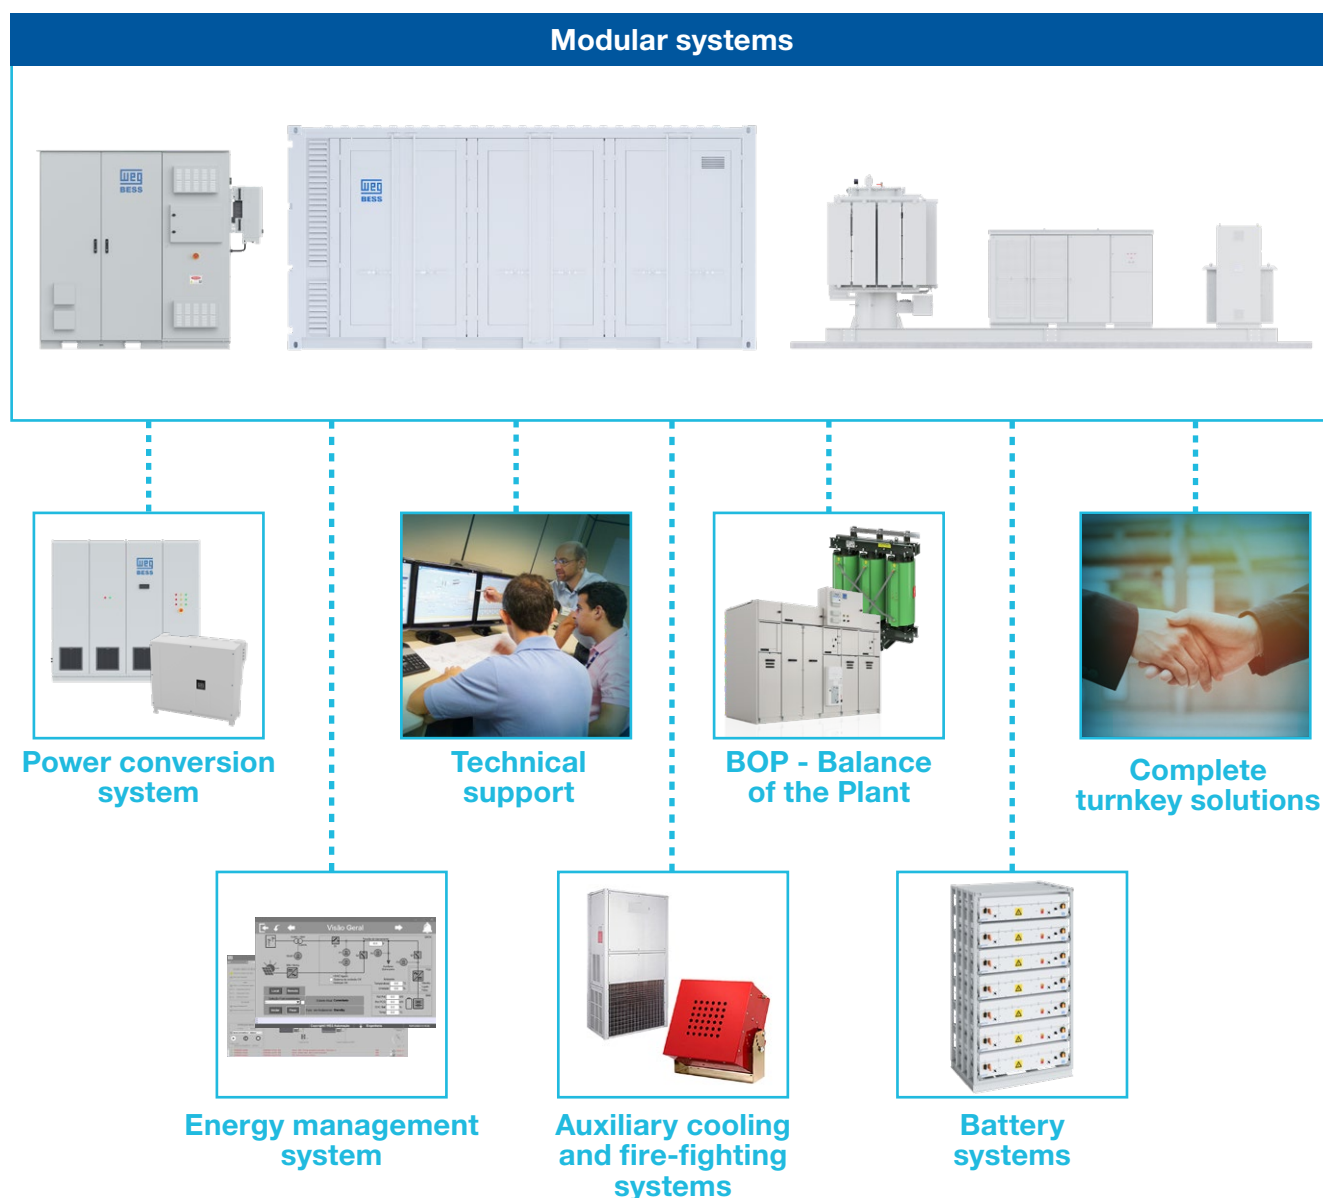 Modular systems
weg
BESS
weg
BESS
weg
BESS
Power conversion
system
Technical
support
BOP - Balance
of the Plant
Complete
turnkey solutions
Visão Geral
Energy management
system
Auxiliary cooling
and fire-fighting
systems
Battery
systems